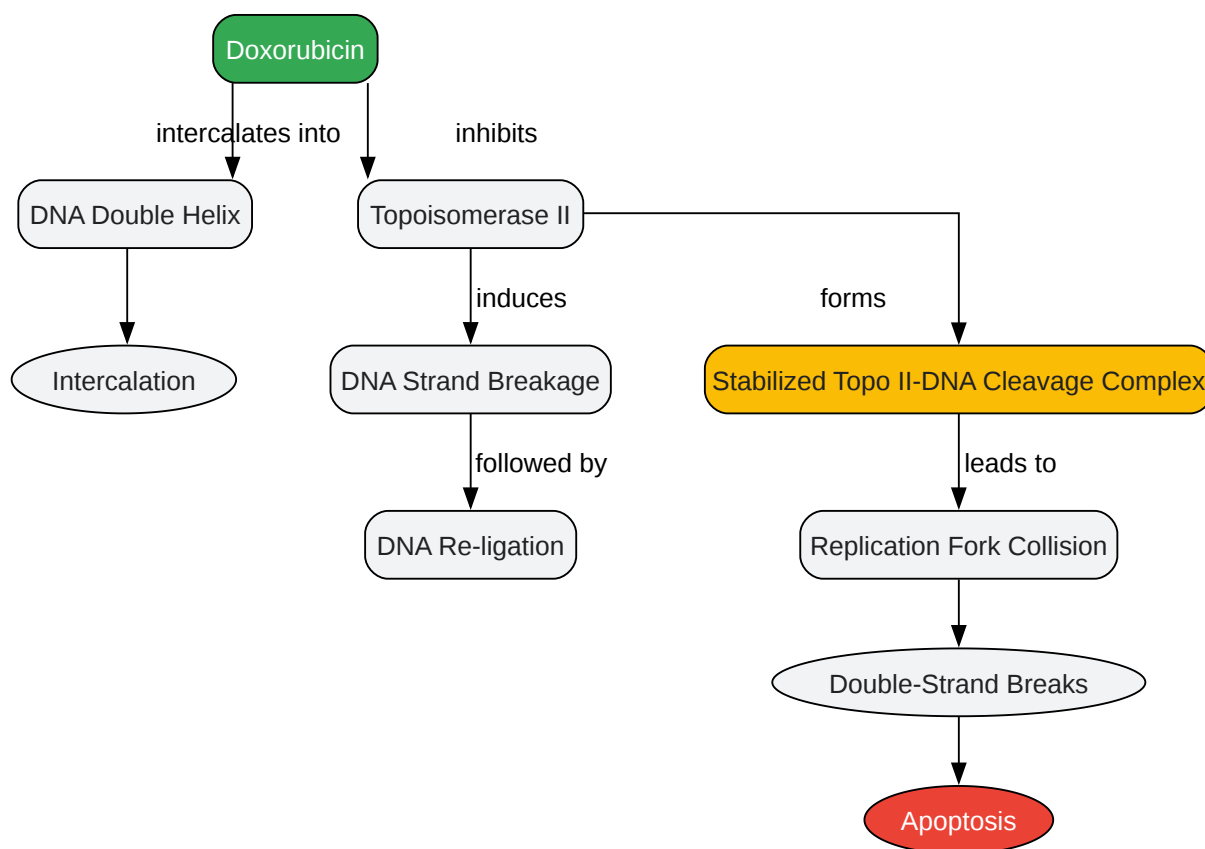 Doxorubicin
intercalates into
inhibits
DNA Double Helix
Topoisomerase II
induces
forms
Intercalation
DNA Strand Breakage
Stabilized Topo II-DNA Cleavage Complex
followed by
leads to
DNA Re-ligation
Replication Fork Collision
Double-Strand Breaks
Apoptosis